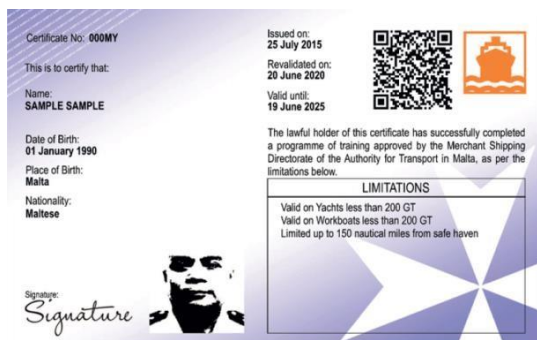 Certificate No: 000MY
This is to certify that:
Name:
SAMPLE SAMPLE
Date of Birth:
01 January 1990
Place of Birth:
Malta
Nationality:
Maltese
Signature:
Signature
Issued on:
25 July 2015
Revalidated on:
20 June 2020
Valid until:
19 June 2025
The lawful holder of this certificate has successfully completed
a programme of training approved by the Merchant Shipping
Directorate of the Authority for Transport in Malta, as per the
limitations below.
LIMITATIONS
Valid on Yachts less than 200 GT
Valid on Workboats less than 200 GT
Limited up to 150 nautical miles from safe haven